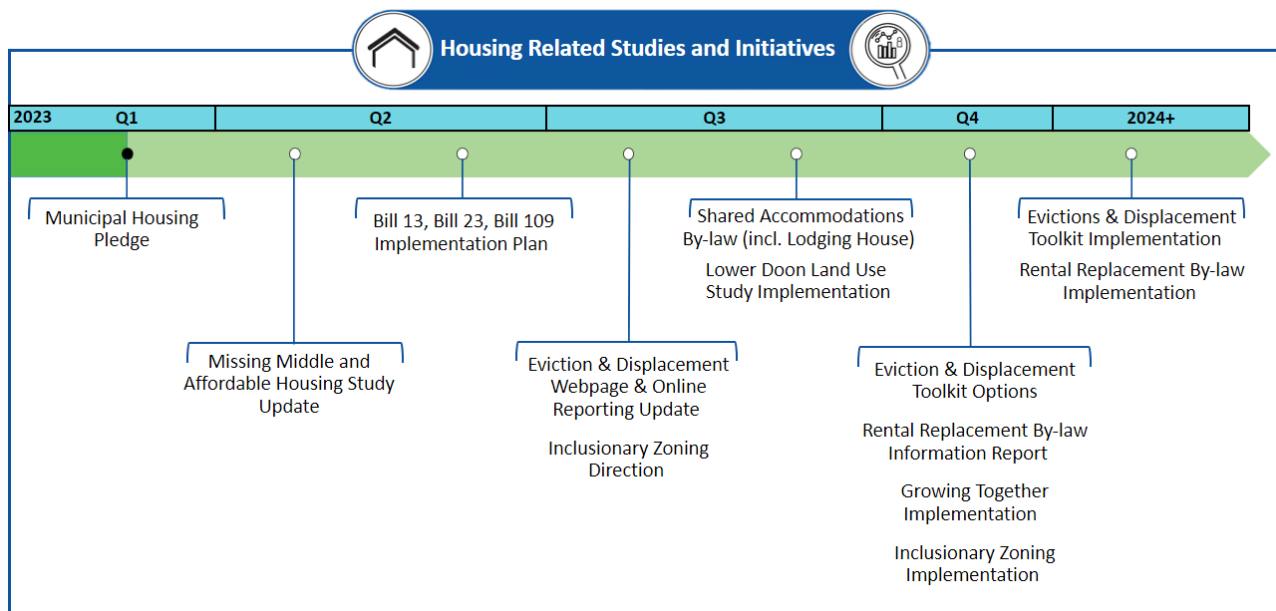 Housing Related Studies and Initiatives
2023 Q1 Q2 Q3 Q4 2024+
Municipal Housing
Pledge
Missing Middle and
Affordable Housing Study
Update
Bill 13, Bill 23, Bill 109
Implementation Plan
Eviction & Displacement
Webpage & Online
Reporting Update
Inclusionary Zoning
Direction
Shared Accommodations
By-law (incl. Lodging House)
Lower Doon Land Use
Study Implementation
Eviction & Displacement
Toolkit Options
Rental Replacement By-law
Information Report
Growing Together
Implementation
Inclusionary Zoning
Implementation
Evictions & Displacement
Toolkit Implementation
Rental Replacement By-law
Implementation